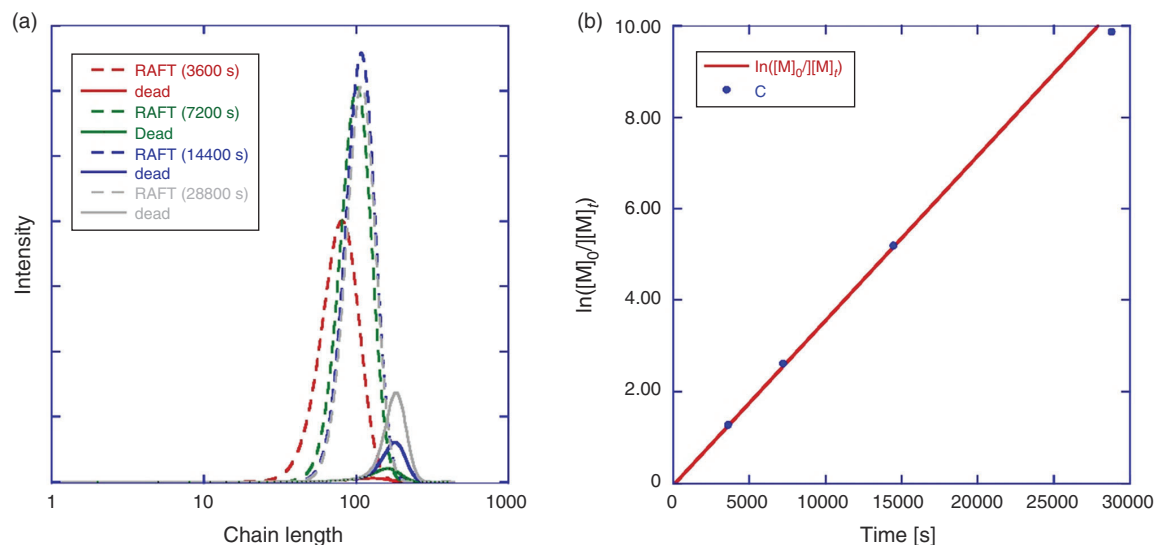 (a)
RAFT (3600 s)
dead
RAFT (7200 s)
Dead
RAFT (14400 s)
dead
RAFT (28800 s)
dead
Intensity
1
10
100
1000
Chain length
(b)
10.00
8.00
6.00
4.00
2.00
0
ln([M]0/][M]t)
ln([M]0/][M]t)
C
0
5000
10000
15000
20000
25000
30000
Time [s]